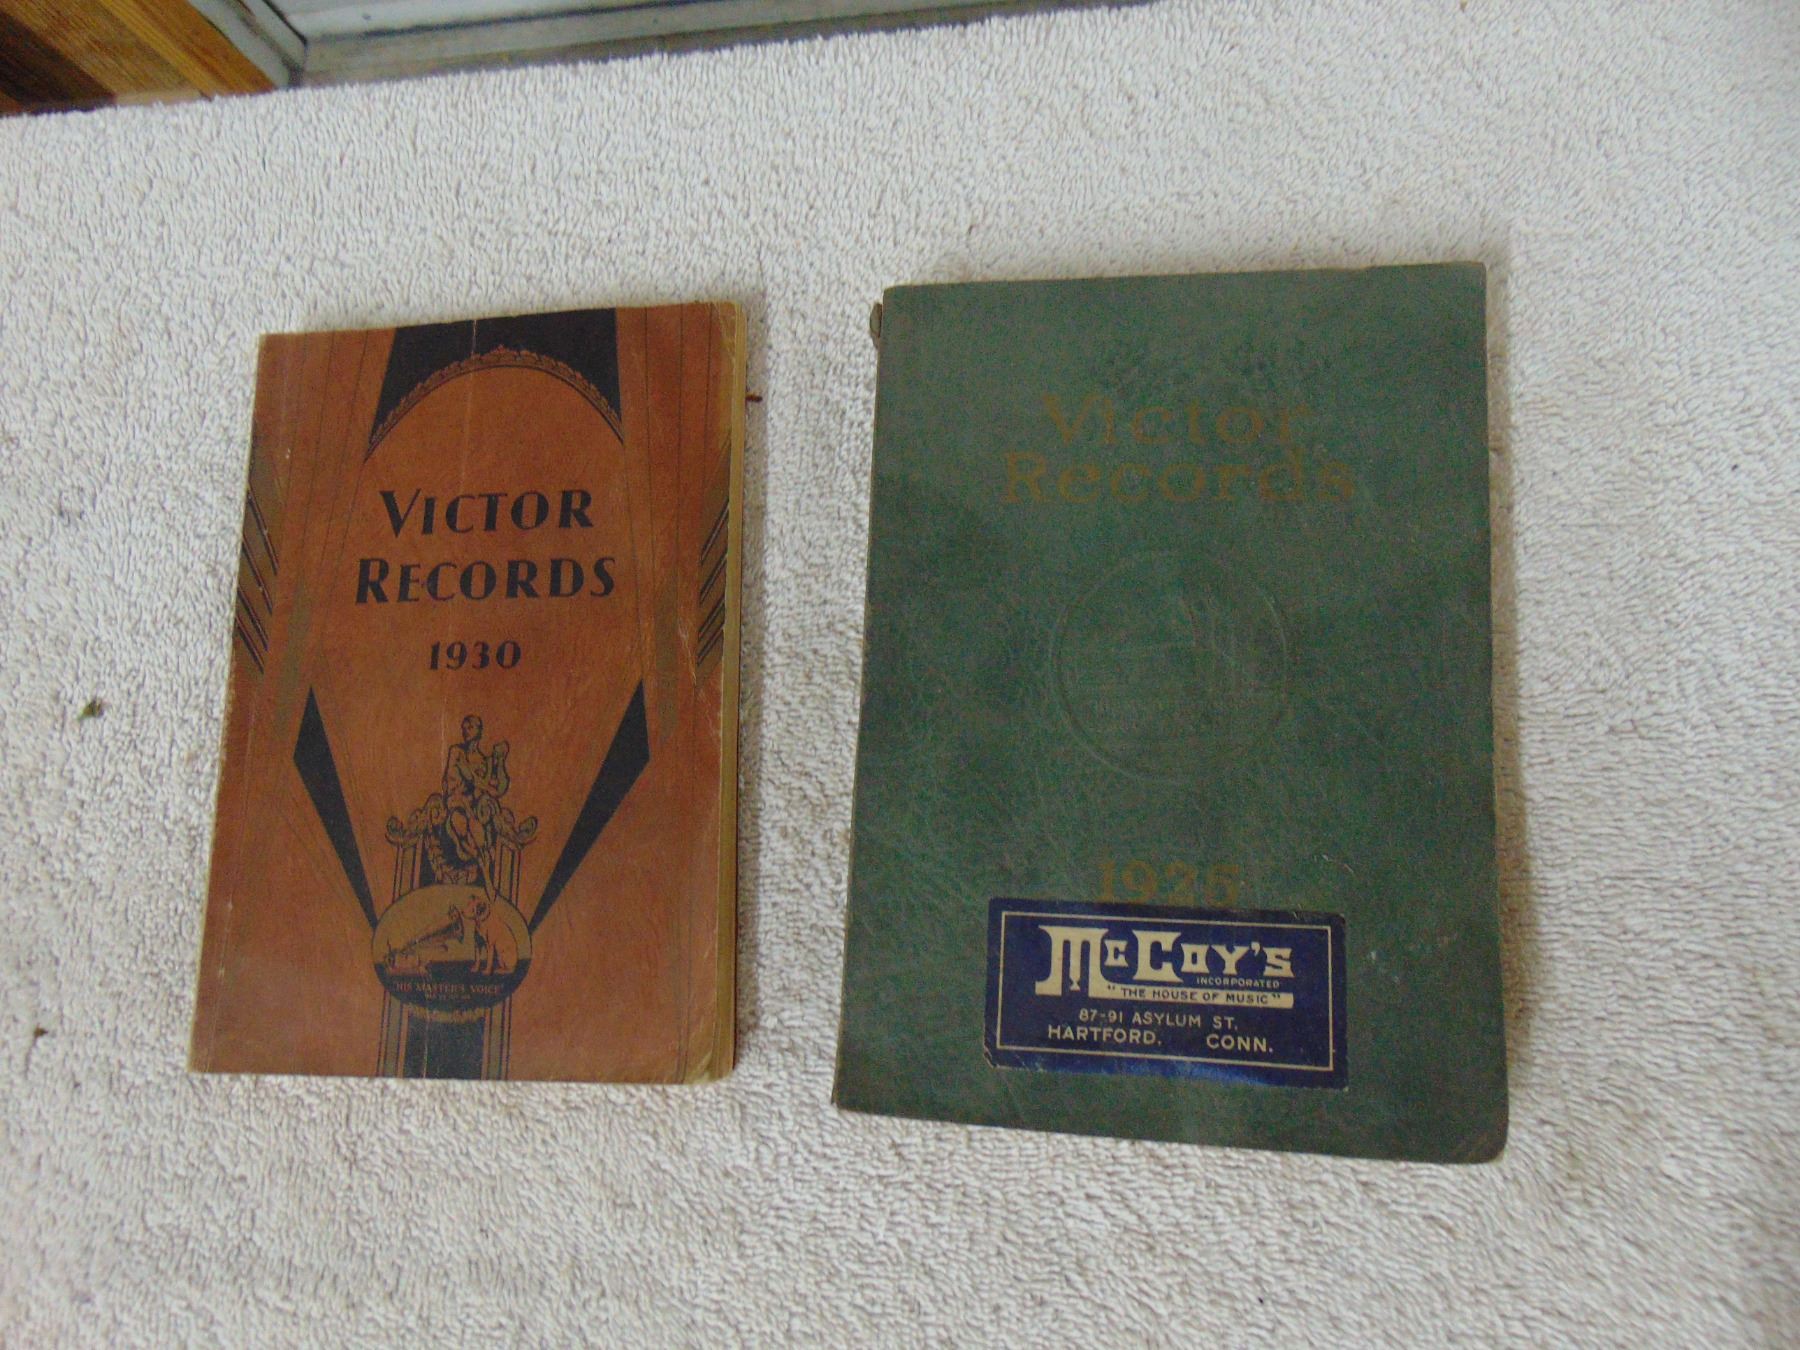 VICTOR
RECORDS
1930
"HIS MASTER'S VOICE"
Victor
Records
1925
McCoy's
INCORPORATED
"THE HOUSE OF MUSIC"
87-91 ASYLUM ST.
HARTFORD, CONN.